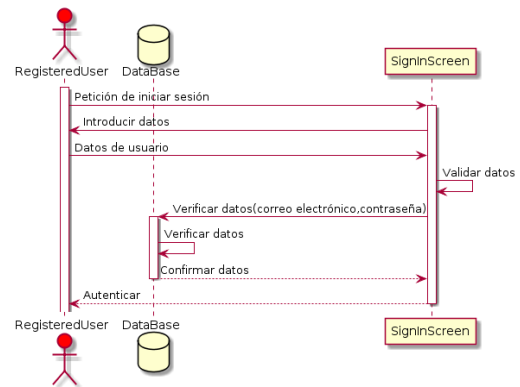 RegisteredUser
DataBase
SignInScreen
Petición de iniciar sesión
Introducir datos
Datos de usuario
Validar datos
Verificar datos(correo electrónico,contraseña)
Verificar datos
Confirmar datos
Autenticar
RegisteredUser
DataBase
SignInScreen